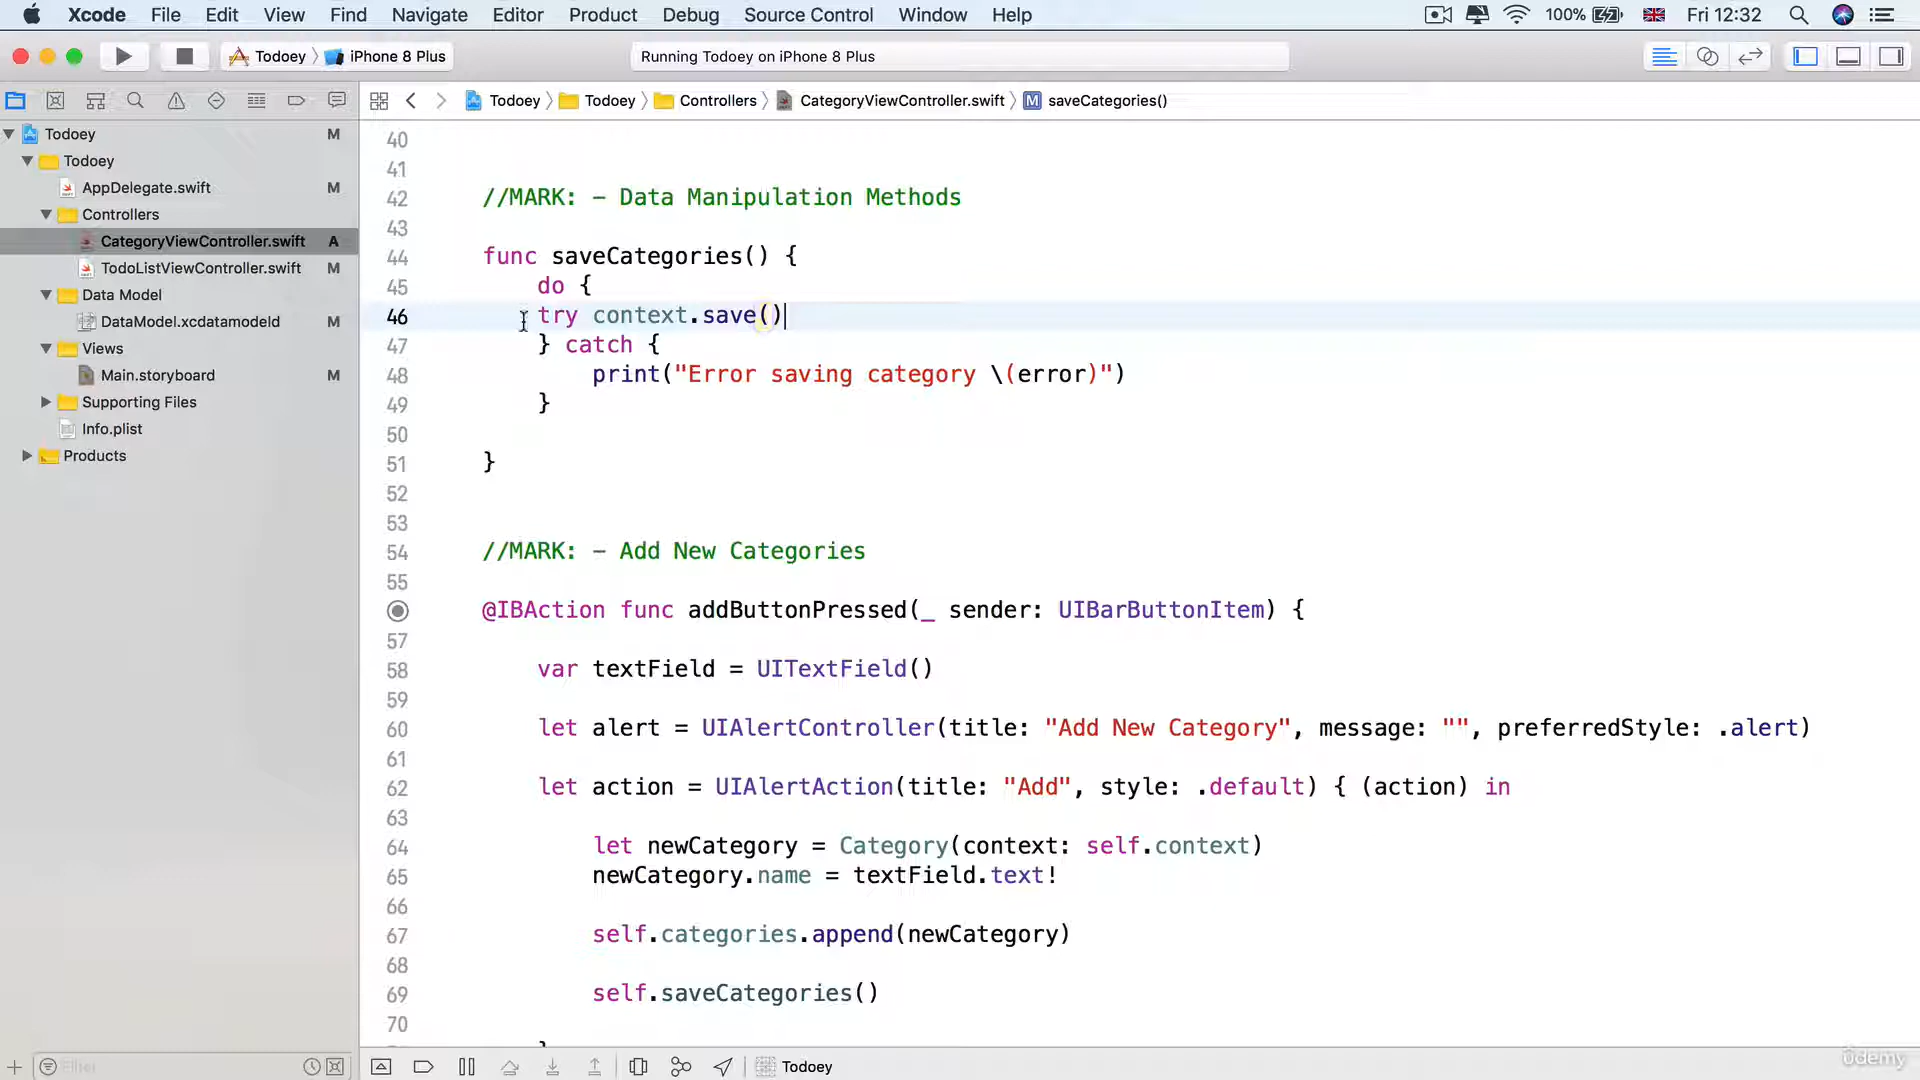 Xcode File Edit View Find Navigate Editor Product Debug Source Control Window Help 100% Fri 12:32
Todoey iPhone 8 Plus Running Todoey on iPhone 8 Plus
Todoey Todoey Controllers CategoryViewController.swift M saveCategories()
Todoey M
Todoey
AppDelegate.swift M
Controllers
CategoryViewController.swift A
TodoListViewController.swift M
Data Model
DataModel.xcdatamodeld M
Views
Main.storyboard M
Supporting Files
Info.plist
Products
Filter
40
41
42 //MARK: - Data Manipulation Methods
43
44 func saveCategories() {
45 do {
46 try context.save()
47 } catch {
48 print("Error saving category \(error)")
49 }
50
51 }
52
53
54 //MARK: - Add New Categories
55
@IBAction func addButtonPressed(_ sender: UIBarButtonItem) {
57
58 var textField = UITextField()
59
60 let alert = UIAlertController(title: "Add New Category", message: "", preferredStyle: .alert)
61
62 let action = UIAlertAction(title: "Add", style: .default) { (action) in
63
64 let newCategory = Category(context: self.context)
65 newCategory.name = textField.text!
66
67 self.categories.append(newCategory)
68
69 self.saveCategories()
70
Todoey
ûdemy